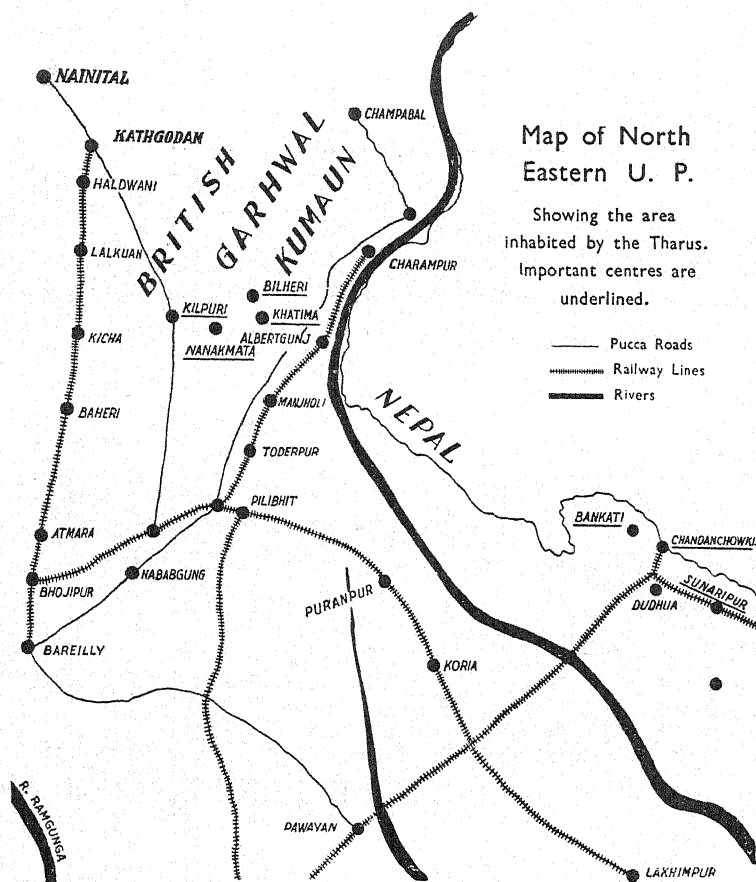 NAINITAL
KATHGODAM
HALDWANI
LALKUAN
KICHA
BAHERI
ATMARA
BHOJIPUR
BAREILLY
NABABGUNG
BRITISH
GARHWAL
KUMAUN
CHAMPABAL
CHARAMPUR
BILHERI
KILPURI
KHATIMA
NANAKMATA
ALBERTGUNJ
MANJHOLI
TODERPUR
PILIBHIT
PURANPUR
KORIA
PAWAYAN
LAKHIMPUR
R. RAMGUNGA
NEPAL
BANKATI
CHANDANCHOWKI
SUNARIPUR
DUDHUA
Map of North
Eastern U. P.
Showing the area
inhabited by the Tharus.
Important centres are
underlined.
Pucca Roads
Railway Lines
Rivers